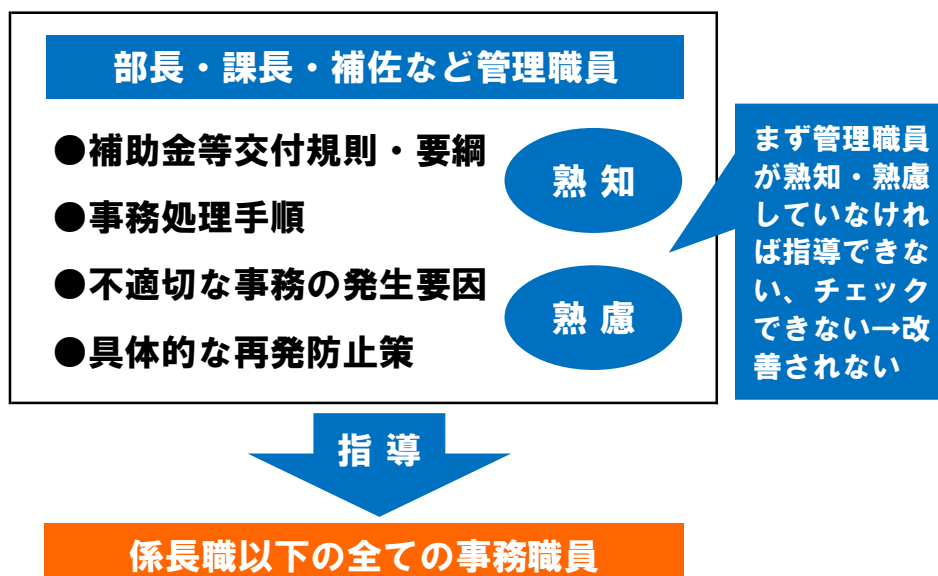 部長・課長・補佐など管理職員
●補助金等交付規則・要綱
●事務処理手順
●不適切な事務の発生要因
●具体的な再発防止策
熟知
熟慮
まず管理職員
が熟知・熟慮
していなけれ
ば指導できな
い、チェック
できない→改
善されない
指導
係長職以下の全ての事務職員